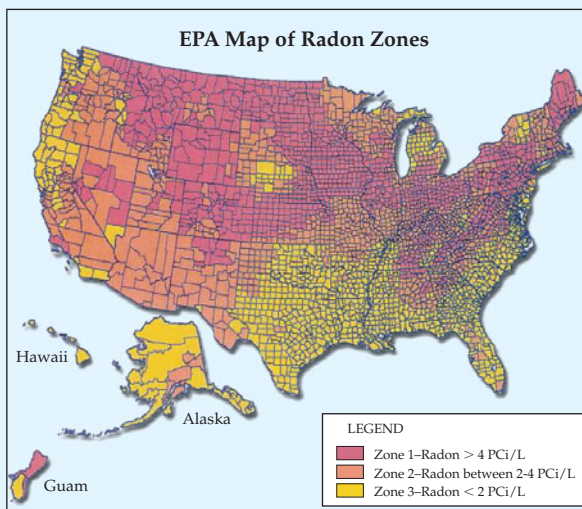 EPA Map of Radon Zones
Hawaii
Alaska
Guam
LEGEND
Zone 1–Radon > 4 PCi/L
Zone 2–Radon between 2-4 PCi/L
Zone 3–Radon < 2 PCi/L